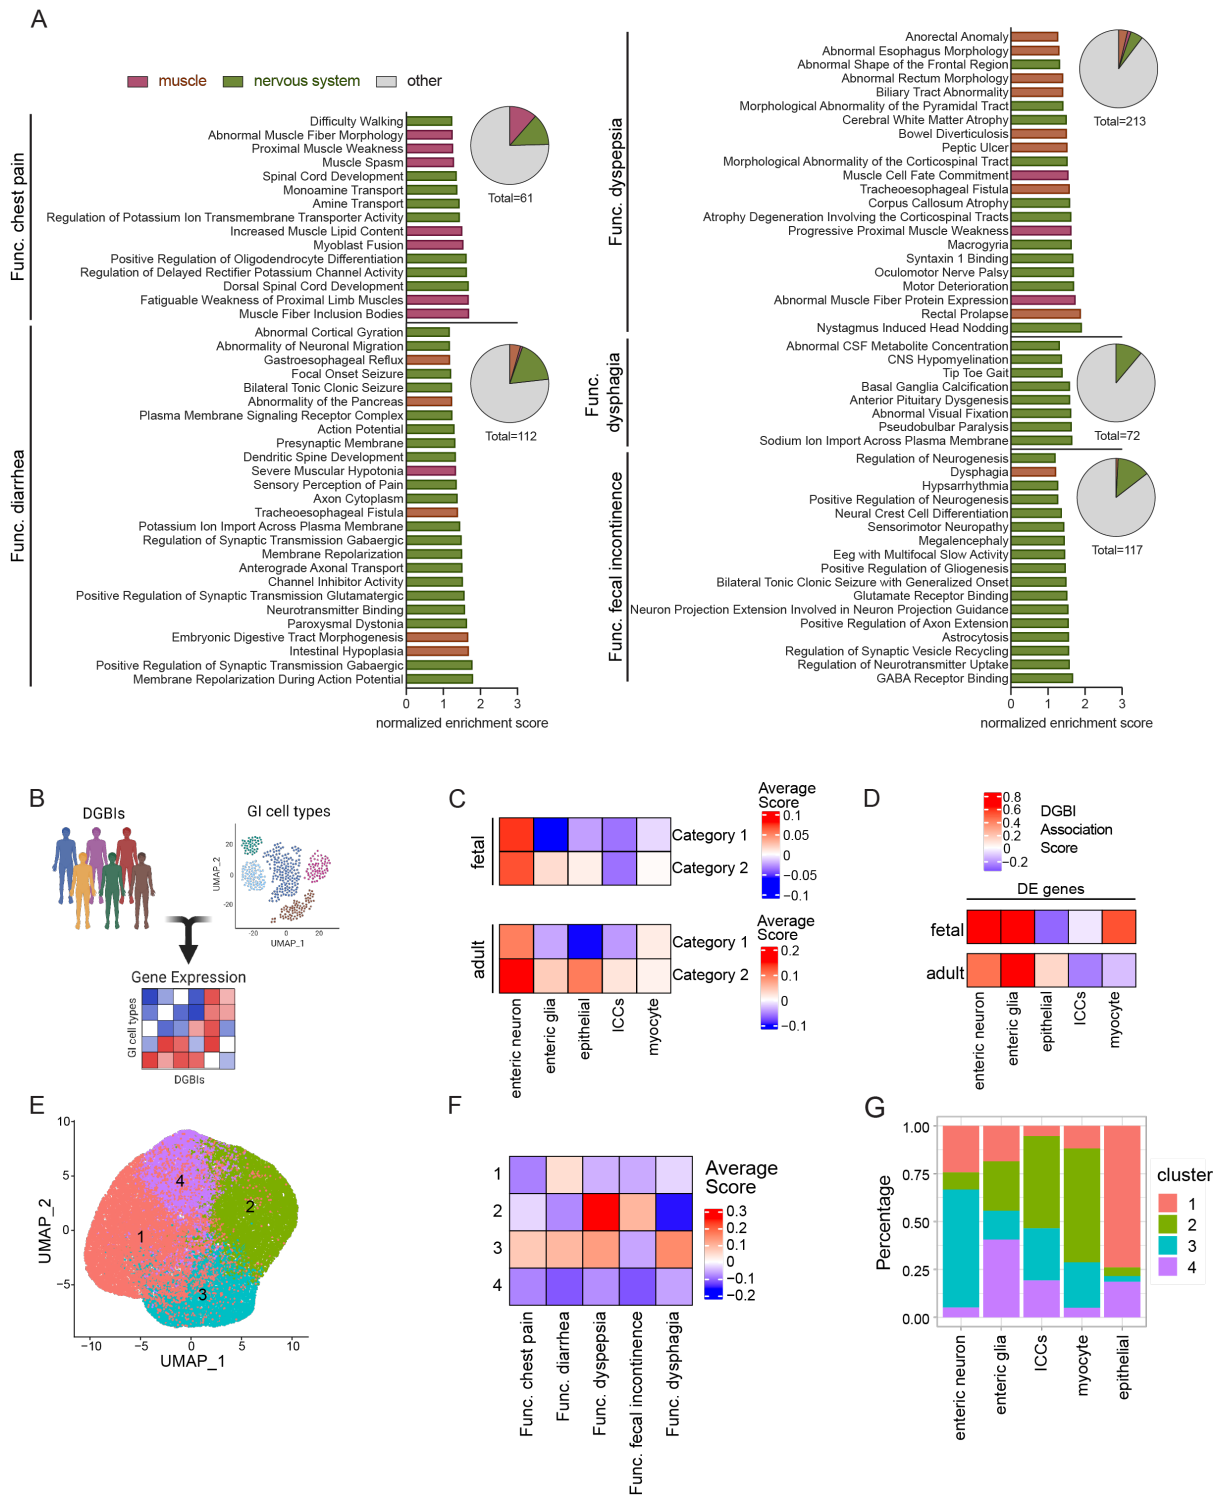 A
muscle nervous system other
Func. chest pain
Difficulty Walking
Abnormal Muscle Fiber Morphology
Proximal Muscle Weakness
Muscle Spasm
Spinal Cord Development
Monoamine Transport
Amine Transport
Regulation of Potassium Ion Transmembrane Transporter Activity
Increased Muscle Lipid Content
Myoblast Fusion
Positive Regulation of Oligodendrocyte Differentiation
Regulation of Delayed Rectifier Potassium Channel Activity
Dorsal Spinal Cord Development
Fatiguable Weakness of Proximal Limb Muscles
Muscle Fiber Inclusion Bodies
Total=61
Func. diarrhea
Abnormal Cortical Gyration
Abnormality of Neuronal Migration
Gastroesophageal Reflux
Focal Onset Seizure
Bilateral Tonic Clonic Seizure
Abnormality of the Pancreas
Plasma Membrane Signaling Receptor Complex
Action Potential
Presynaptic Membrane
Dendritic Spine Development
Severe Muscular Hypotonia
Sensory Perception of Pain
Axon Cytoplasm
Tracheoesophageal Fistula
Potassium Ion Import Across Plasma Membrane
Regulation of Synaptic Transmission Gabaergic
Membrane Repolarization
Anterograde Axonal Transport
Channel Inhibitor Activity
Positive Regulation of Synaptic Transmission Glutamatergic
Neurotransmitter Binding
Paroxysmal Dystonia
Embryonic Digestive Tract Morphogenesis
Intestinal Hypoplasia
Positive Regulation of Synaptic Transmission Gabaergic
Membrane Repolarization During Action Potential
Total=112
0 1 2 3
normalized enrichment score
Func. dyspepsia
Anorectal Anomaly
Abnormal Esophagus Morphology
Abnormal Shape of the Frontal Region
Abnormal Rectum Morphology
Biliary Tract Abnormality
Morphological Abnormality of the Pyramidal Tract
Cerebral White Matter Atrophy
Bowel Diverticulosis
Peptic Ulcer
Morphological Abnormality of the Corticospinal Tract
Muscle Cell Fate Commitment
Tracheoesophageal Fistula
Corpus Callosum Atrophy
Atrophy Degeneration Involving the Corticospinal Tracts
Progressive Proximal Muscle Weakness
Macrogyria
Syntaxin 1 Binding
Oculomotor Nerve Palsy
Motor Deterioration
Abnormal Muscle Fiber Protein Expression
Rectal Prolapse
Nystagmus Induced Head Nodding
Total=213
Func.
dysphagia
Abnormal CSF Metabolite Concentration
CNS Hypomyelination
Tip Toe Gait
Basal Ganglia Calcification
Anterior Pituitary Dysgenesis
Abnormal Visual Fixation
Pseudobulbar Paralysis
Sodium Ion Import Across Plasma Membrane
Total=72
Func. fecal incontinence
Regulation of Neurogenesis
Dysphagia
Hypsarrhythmia
Positive Regulation of Neurogenesis
Neural Crest Cell Differentiation
Sensorimotor Neuropathy
Megalencephaly
Eeg with Multifocal Slow Activity
Positive Regulation of Gliogenesis
Bilateral Tonic Clonic Seizure with Generalized Onset
Glutamate Receptor Binding
Neuron Projection Extension Involved in Neuron Projection Guidance
Positive Regulation of Axon Extension
Astrocytosis
Regulation of Synaptic Vesicle Recycling
Regulation of Neurotransmitter Uptake
GABA Receptor Binding
Total=117
0 1 2 3
normalized enrichment score
B
DGBIs
GI cell types
UMAP_2
20
0
-20
-20 0 20
UMAP_1
Gene Expression
GI cell types
DGBIs
C
fetal
Category 1
Category 2
Average
Score
0.1
0.05
0
−0.05
−0.1
adult
Category 1
Category 2
Average
Score
0.2
0.1
0
−0.1
enteric neuron
enteric glia
epithelial
ICCs
myocyte
D
0.8
0.6
0.4
0.2
0
−0.2
DGBI
Association
Score
DE genes
fetal
adult
enteric neuron
enteric glia
epithelial
ICCs
myocyte
E
UMAP_2
10
5
0
−5
4
2
1
3
−10 −5 0 5 10
UMAP_1
F
1
2
3
4
Average
Score
0.3
0.2
0.1
0
−0.1
−0.2
Func. chest pain
Func. diarrhea
Func. dyspepsia
Func. fecal incontinence
Func. dysphagia
G
Percentage
1.00
0.75
0.50
0.25
0.00
enteric neuron
enteric glia
ICCs
myocyte
epithelial
cluster
1
2
3
4